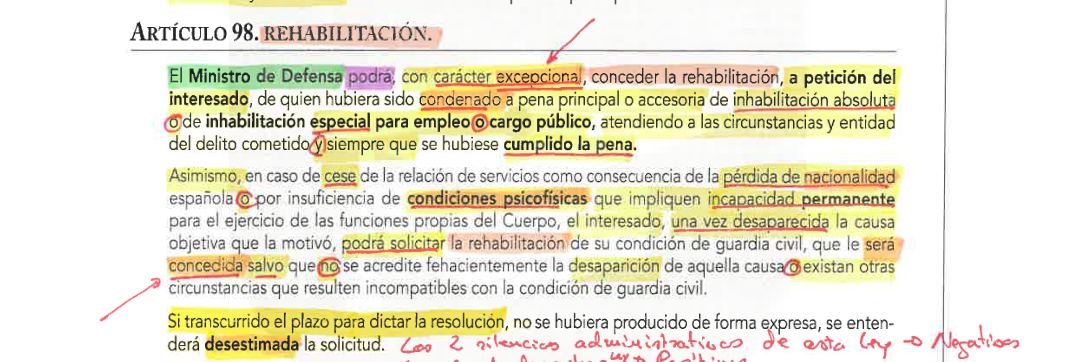 ARTÍCULO 98. REHABILITACIÓN.
El Ministro de Defensa podrá, con carácter excepcional, conceder la rehabilitación, a petición del
interesado, de quien hubiera sido condenado a pena principal o accesoria de inhabilitación absoluta
o de inhabilitación especial para empleo o cargo público, atendiendo a las circunstancias y entidad
del delito cometido y siempre que se hubiese cumplido la pena.
Asimismo, en caso de cese de la relación de servicios como consecuencia de la pérdida de nacionalidad
española o por insuficiencia de condiciones psicofísicas que impliquen incapacidad permanente
para el ejercicio de las funciones propias del Cuerpo, el interesado, una vez desaparecida la causa
objetiva que la motivó, podrá solicitar la rehabilitación de su condición de guardia civil, que le será
concedida salvo que no se acredite fehacientemente la desaparición de aquella causa o existan otras
circunstancias que resulten incompatibles con la condición de guardia civil.
Si transcurrido el plazo para dictar la resolución, no se hubiera producido de forma expresa, se enten-
derá desestimada la solicitud. Los 2 silencios administrativos de esta ley → Negativos